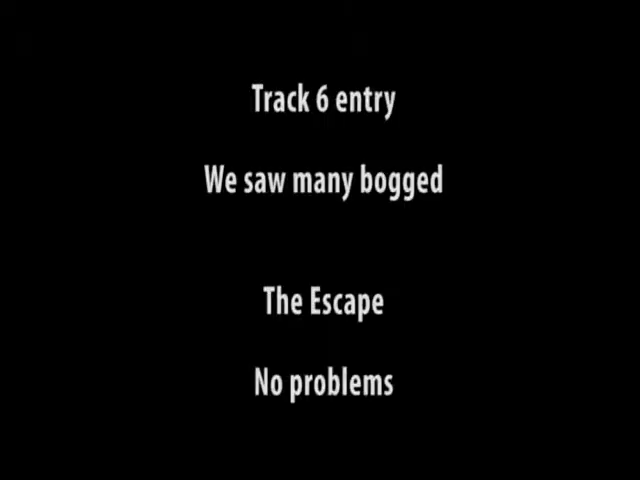 Track 6 entry
We saw many bogged
The Escape
No problems